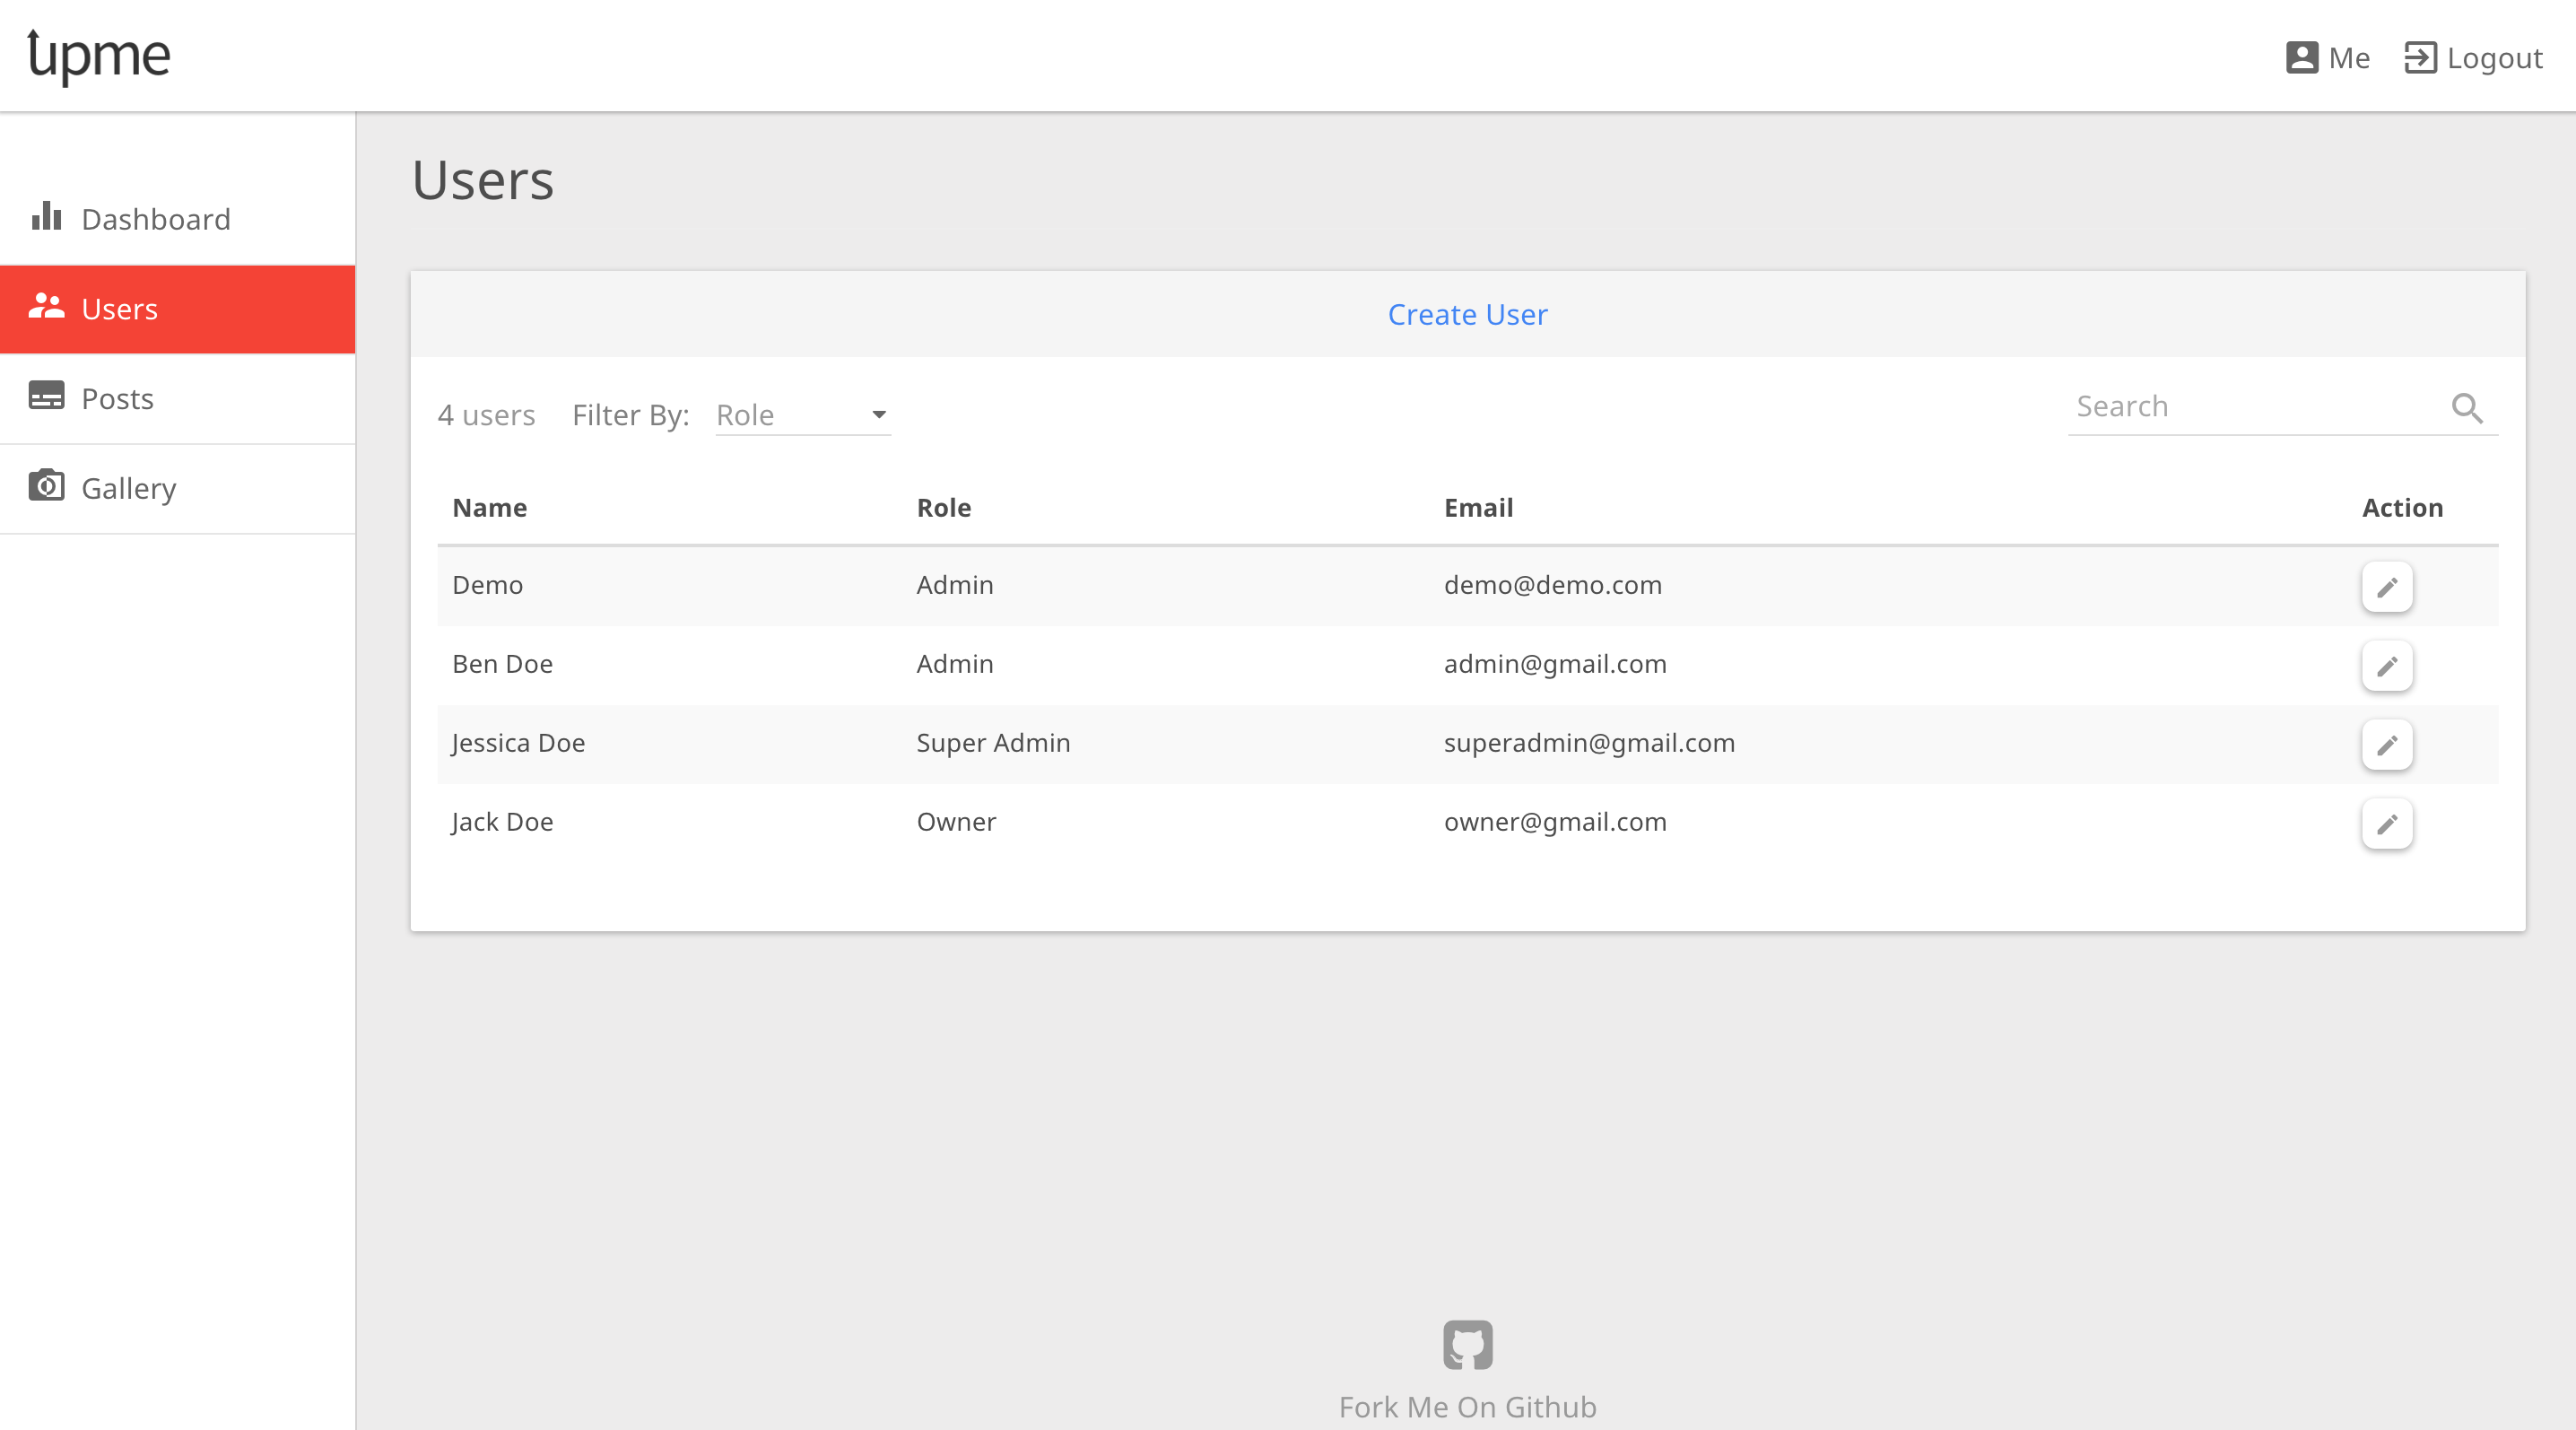 upme
Me Logout
Dashboard
Users
Posts
Gallery
Users
Create User
4 users Filter By: Role Search
Name Role Email Action
Demo Admin demo@demo.com
Ben Doe Admin admin@gmail.com
Jessica Doe Super Admin superadmin@gmail.com
Jack Doe Owner owner@gmail.com
Fork Me On Github